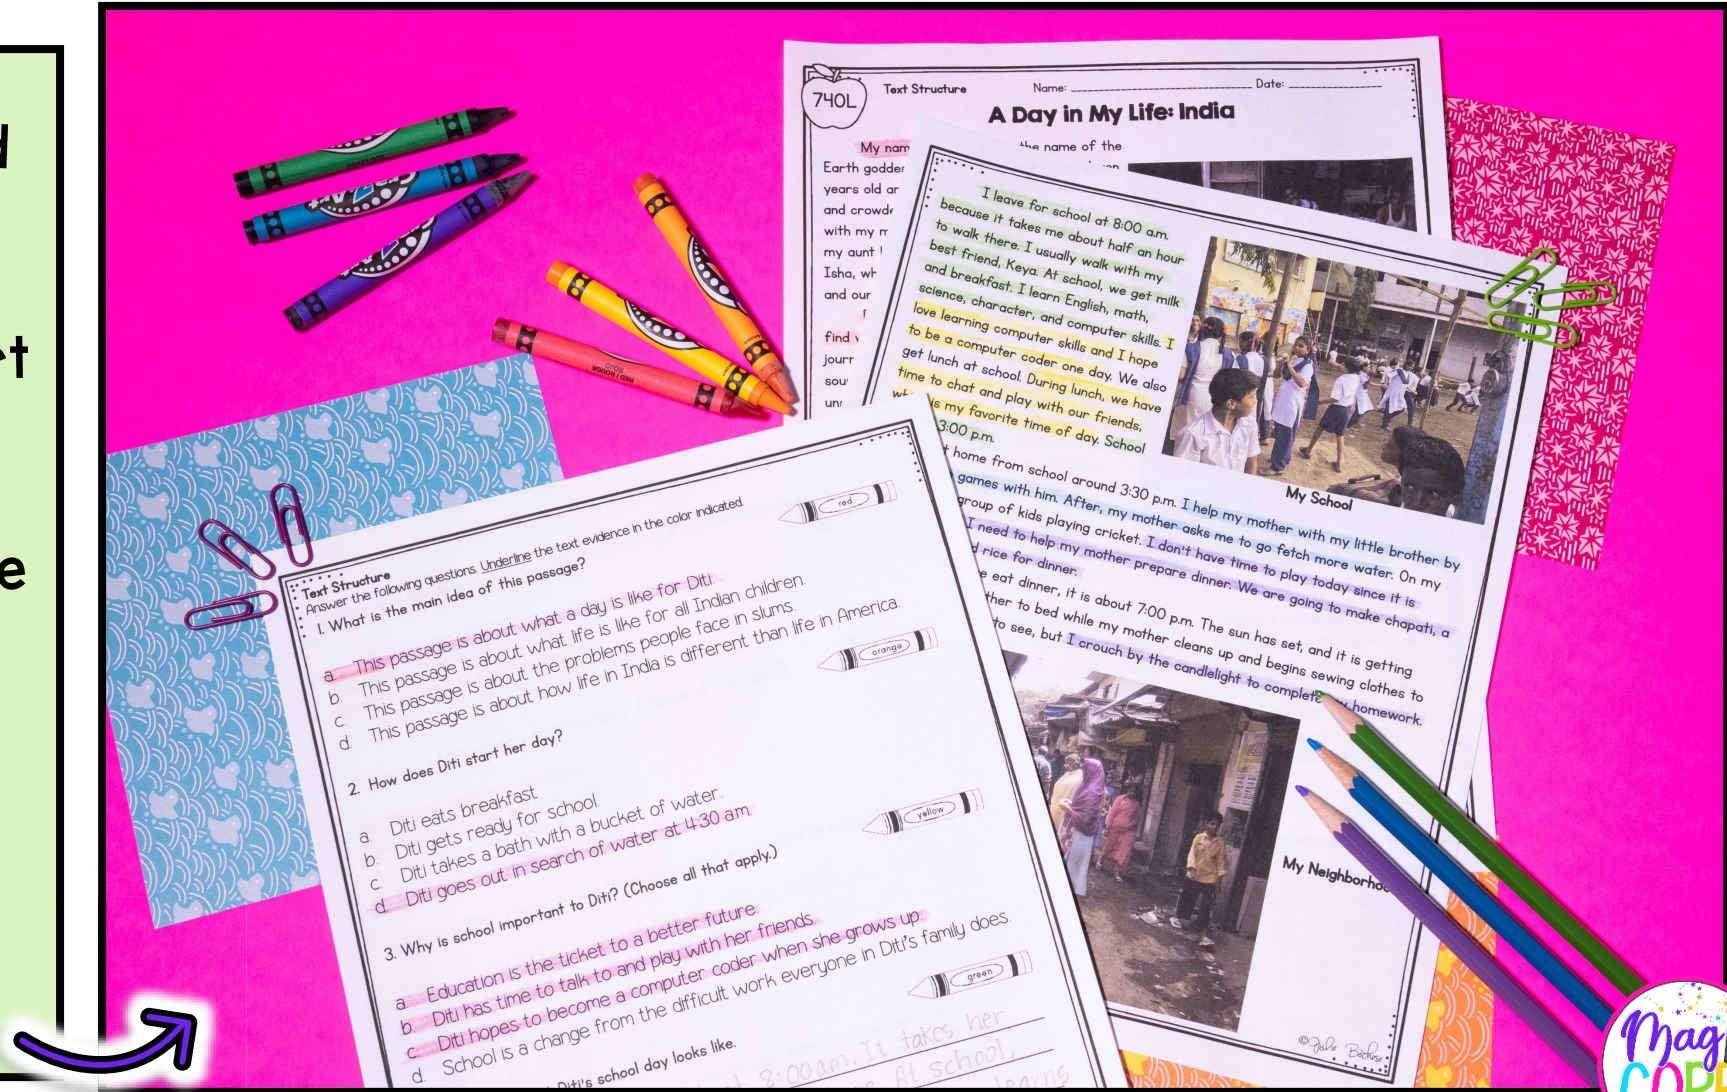 740L
Text Structure Name: Date:
A Day in My Life: India
My nam
the name of the
Earth godde
years old an
and crowde
with my m
my aunt
Isha, wh
and our
find
journ
I leave for school at 8:00 a.m.
because it takes me about half an hour
to walk there. I usually walk with my
best friend, Keya. At school, we get milk
and breakfast. I learn English, math,
science, character, and computer skills. I
love learning computer skills and I hope
to be a computer coder one day. We also
get lunch at school. During lunch, we have
time to chat and play with our friends,
is my favorite time of day. School
3:00 p.m.
home from school around 3:30 p.m. I help my mother with my little brother by
games with him. After, my mother asks me to go fetch more water. On my
group of kids playing cricket. I don't have time to play today since it is
I need to help my mother prepare dinner. We are going to make chapati, a
rice for dinner.
eat dinner, it is about 7:00 p.m. The sun has set, and it is getting
ther to bed while my mother cleans up and begins sewing clothes to
to see, but I crouch by the candlelight to complete homework.
My School
My Neighborhoo
Text Structure
Answer the following questions. Underline the text evidence in the color indicated.
1. What is the main idea of this passage?
red
a. This passage is about what a day is like for Diti.
b. This passage is about what life is like for all Indian children.
c. This passage is about the problems people face in slums.
d. This passage is about how life in India is different than life in America.
2. How does Diti start her day?
orange
a. Diti eats breakfast.
b. Diti gets ready for school.
c. Diti takes a bath with a bucket of water.
d. Diti goes out in search of water at 4:30 a.m.
3. Why is school important to Diti? (Choose all that apply.)
yellow
a. Education is the ticket to a better future.
b. Diti has time to talk to and play with her friends.
c. Diti hopes to become a computer coder when she grows up.
d. School is a change from the difficult work everyone in Diti's family does.
green
Diti's school day looks like.
8:00 a.m. It takes her
At school,
learns
RED / ROUGE
ROJO
ct
e
Mag